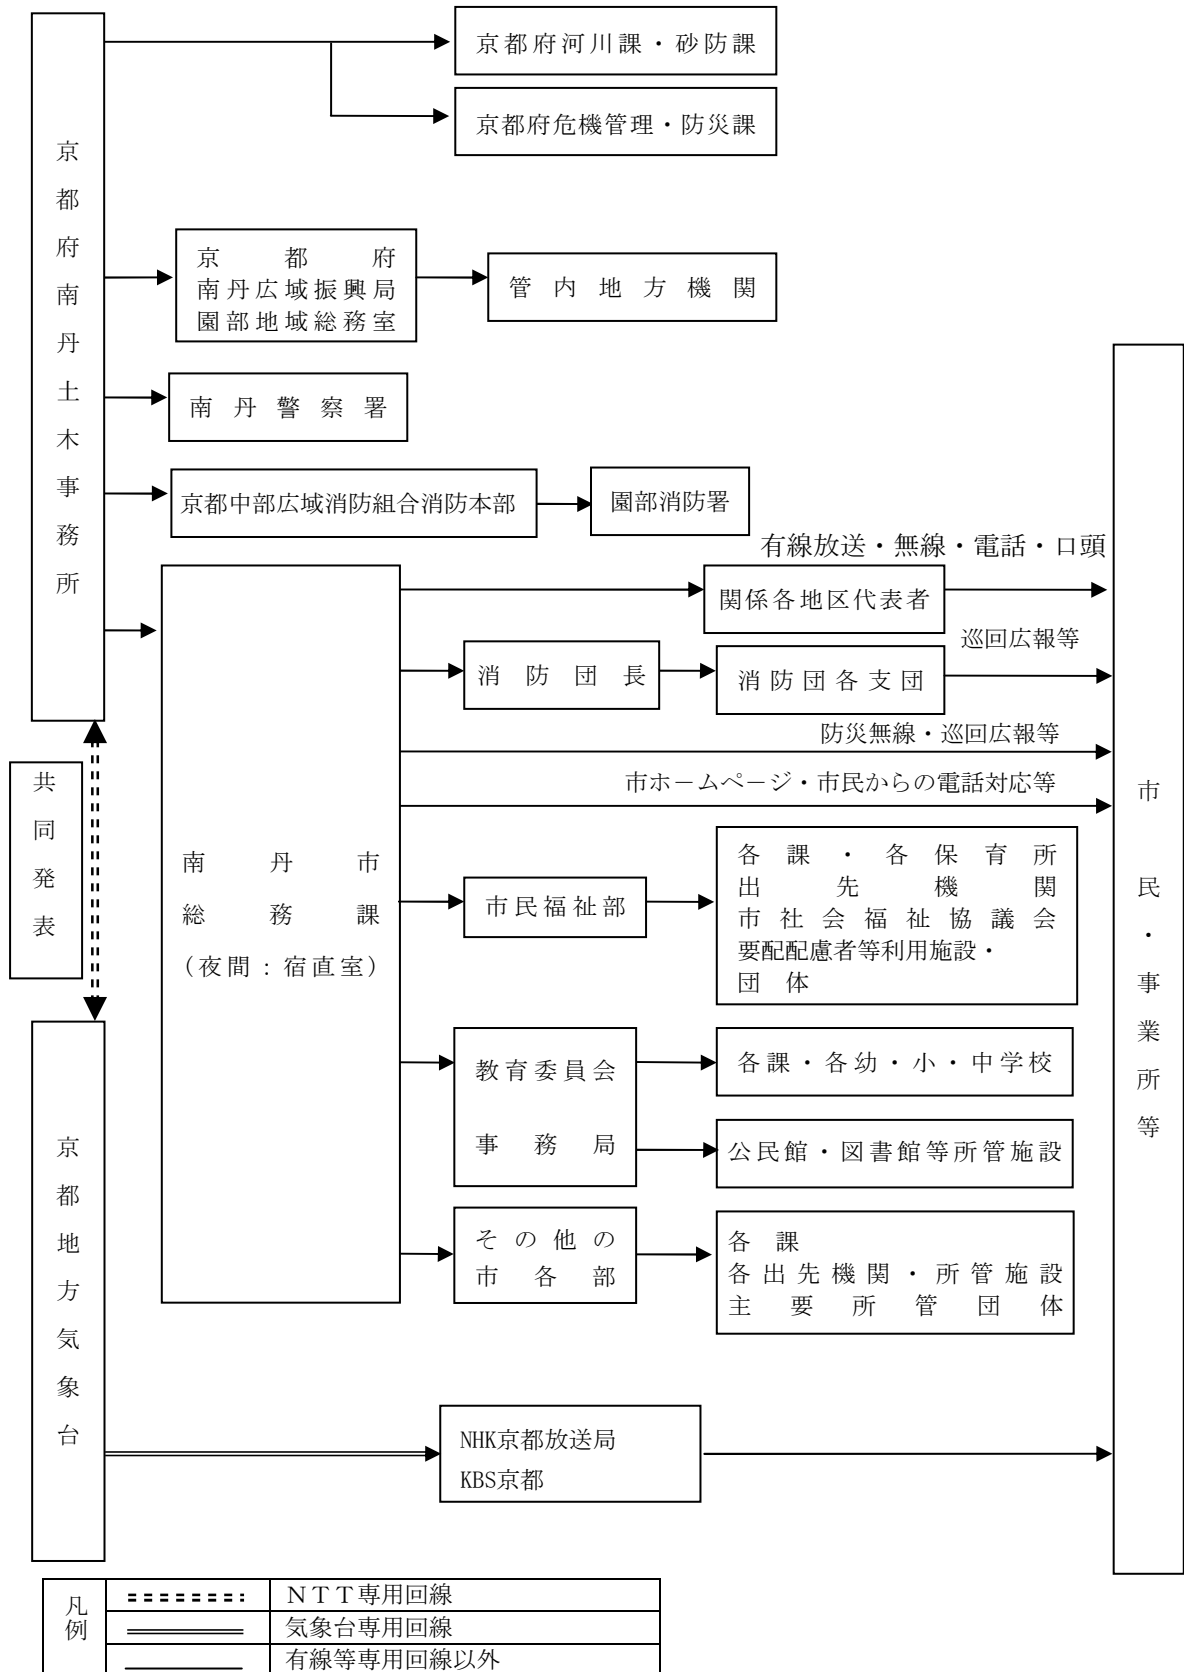 京都府南丹土木事務所
京都府河川課・砂防課
京都府危機管理・防災課
京都府
南丹広域振興局
園部地域総務室
管内地方機関
南丹警察署
京都中部広域消防組合消防本部
園部消防署
有線放送・無線・電話・口頭
関係各地区代表者
巡回広報等
消防団長
消防団各支団
防災無線・巡回広報等
市ホームページ・市民からの電話対応等
共同発表
南丹市
総務課
(夜間：宿直室)
市民福祉部
各課・各保育所
出先機関
市社会福祉協議会
要配配慮者等利用施設・
団体
教育委員会
事務局
各課・各幼・小・中学校
公民館・図書館等所管施設
その他の
市各部
各課
各出先機関・所管施設
主要所管団体
市民・事業所等
京都地方気象台
NHK京都放送局
KBS京都
凡例
ＮＴＴ専用回線
気象台専用回線
有線等専用回線以外